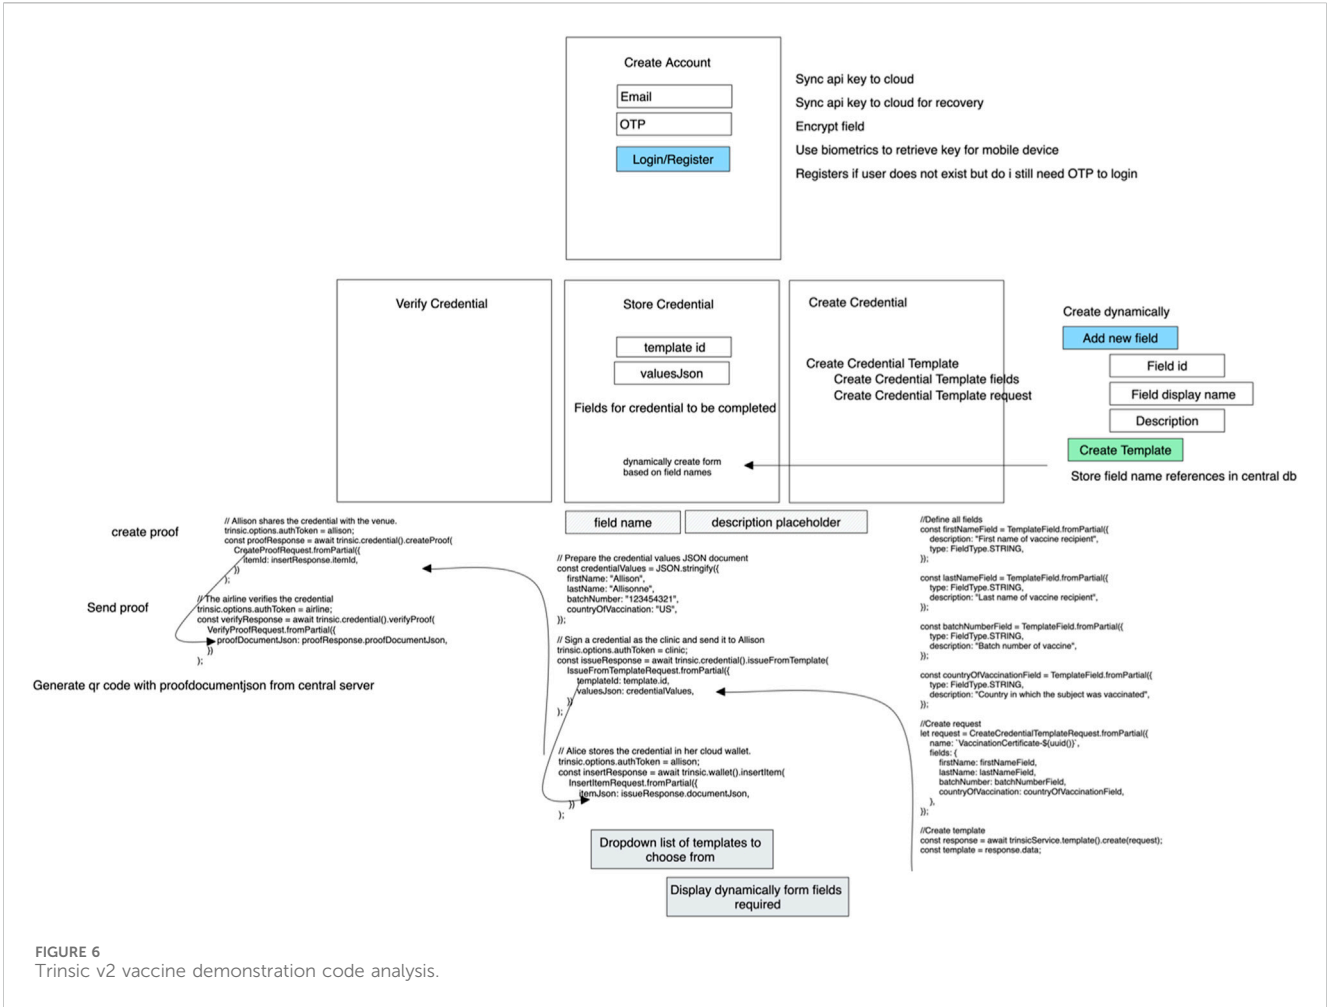 Create Account
Email
OTP
Login/Register
Sync api key to cloud
Sync api key to cloud for recovery
Encrypt field
Use biometrics to retrieve key for mobile device
Registers if user does not exist but do i still need OTP to login
Verify Credential
Store Credential
template id
valuesJson
Fields for credential to be completed
dynamically create form
based on field names
Create Credential
Create Credential Template
Create Credential Template fields
Create Credential Template request
Create dynamically
Add new field
Field id
Field display name
Description
Create Template
Store field name references in central db
create proof
Send proof
// Allison shares the credential with the venue.
trinsic.options.authToken = allison;
const proofResponse = await trinsic.credential().createProof(
CreateProofRequest.fromPartial({
itemId: insertResponse.itemId,
})
);
// The airline verifies the credential
trinsic.options.authToken = airline;
const verifyResponse = await trinsic.credential().verifyProof(
VerifyProofRequest.fromPartial({
proofDocumentJson: proofResponse.proofDocumentJson,
})
);
Generate qr code with proofdocumentjson from central server
field name
description placeholder
// Prepare the credential values JSON document
const credentialValues = JSON.stringify({
firstName: "Allison",
lastName: "Allisonne",
batchNumber: "123454321",
countryOfVaccination: "US",
});
// Sign a credential as the clinic and send it to Allison
trinsic.options.authToken = clinic;
const issueResponse = await trinsic.credential().issueFromTemplate(
IssueFromTemplateRequest.fromPartial({
templateId: template.id,
valuesJson: credentialValues,
})
);
// Alice stores the credential in her cloud wallet.
trinsic.options.authToken = allison;
const insertResponse = await trinsic.wallet().insertItem(
InsertItemRequest.fromPartial({
itemJson: issueResponse.documentJson,
})
);
Dropdown list of templates to
choose from
Display dynamically form fields
required
//Define all fields
const firstNameField = TemplateField.fromPartial({
description: "First name of vaccine recipient",
type: FieldType.STRING,
});
const lastNameField = TemplateField.fromPartial({
type: FieldType.STRING,
description: "Last name of vaccine recipient",
});
const batchNumberField = TemplateField.fromPartial({
type: FieldType.STRING,
description: "Batch number of vaccine",
});
const countryOfVaccinationField = TemplateField.fromPartial({
type: FieldType.STRING,
description: "Country in which the subject was vaccinated",
});
//Create request
let request = CreateCredentialTemplateRequest.fromPartial({
name: `VaccinationCertificate-${uuid()}`,
fields: {
firstName: firstNameField,
lastName: lastNameField,
batchNumber: batchNumberField,
countryOfVaccination: countryOfVaccinationField,
},
});
//Create template
const response = await trinsicService.template().create(request);
const template = response.data;
FIGURE 6
Trinsic v2 vaccine demonstration code analysis.